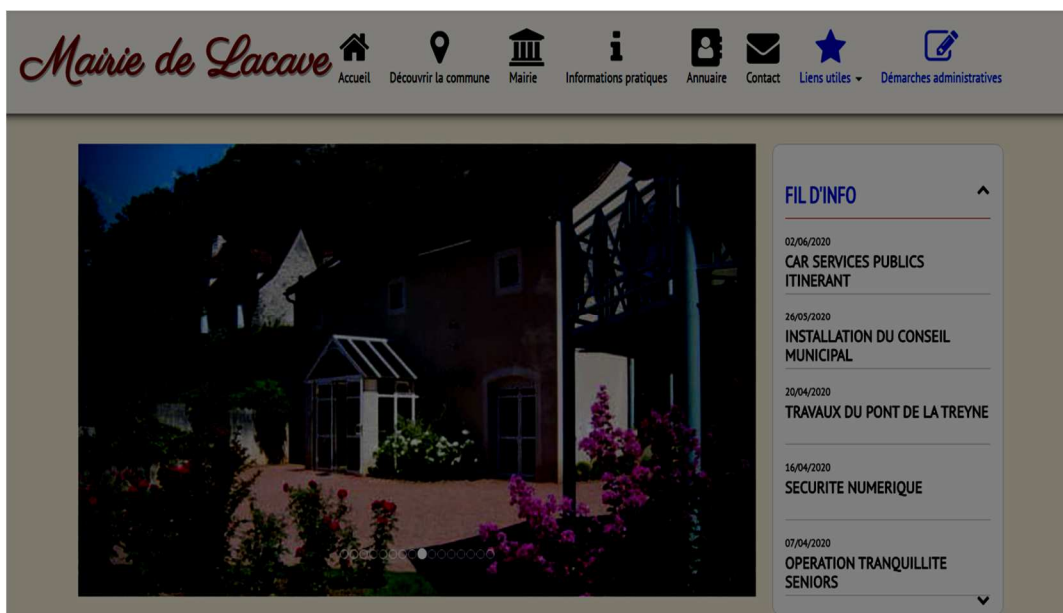 Mairie de Lacave
Accueil
Découvrir la commune
Mairie
Informations pratiques
Annuaire
Contact
Liens utiles
Démarches administratives
FIL D'INFO
02/06/2020
CAR SERVICES PUBLICS
ITINERANT
26/05/2020
INSTALLATION DU CONSEIL
MUNICIPAL
20/04/2020
TRAVAUX DU PONT DE LA TREYNE
16/04/2020
SECURITE NUMERIQUE
07/04/2020
OPERATION TRANQUILLITE
SENIORS